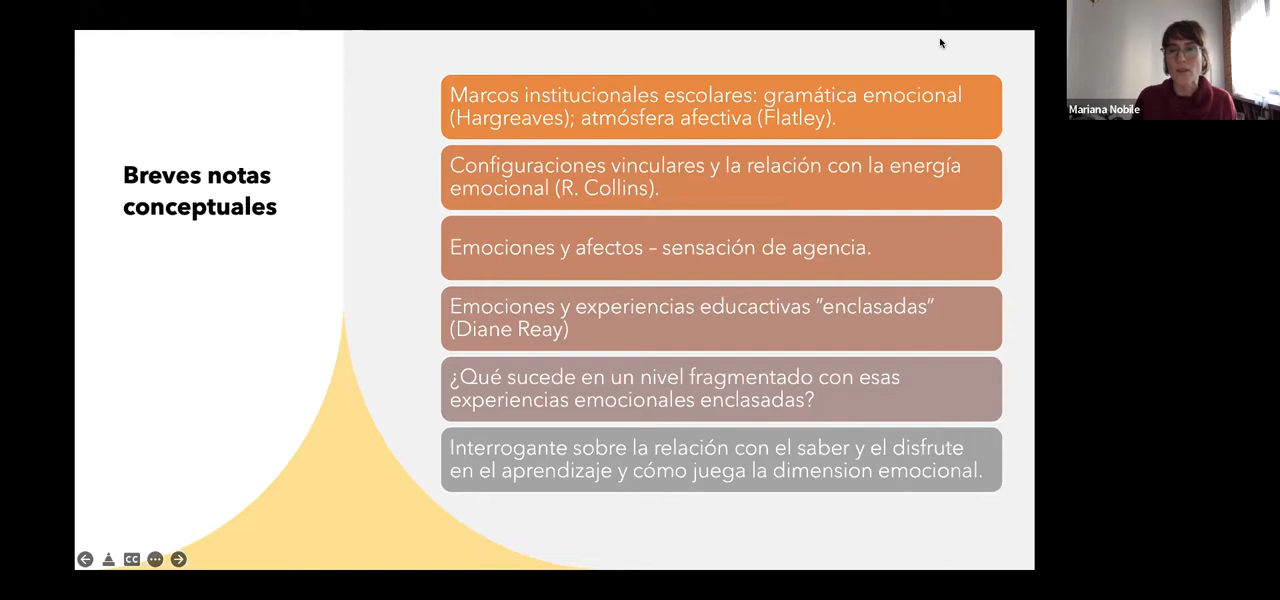 Breves notas
conceptuales
Marcos institucionales escolares: gramática emocional
(Hargreaves); atmósfera afectiva (Flatley).
Configuraciones vinculares y la relación con la energía
emocional (R. Collins).
Emociones y afectos – sensación de agencia.
Emociones y experiencias educactivas “enclasadas”
(Diane Reay)
¿Qué sucede en un nivel fragmentado con esas
experiencias emocionales enclasadas?
Interrogante sobre la relación con el saber y el disfrute
en el aprendizaje y cómo juega la dimension emocional.
Mariana Nobile
CC